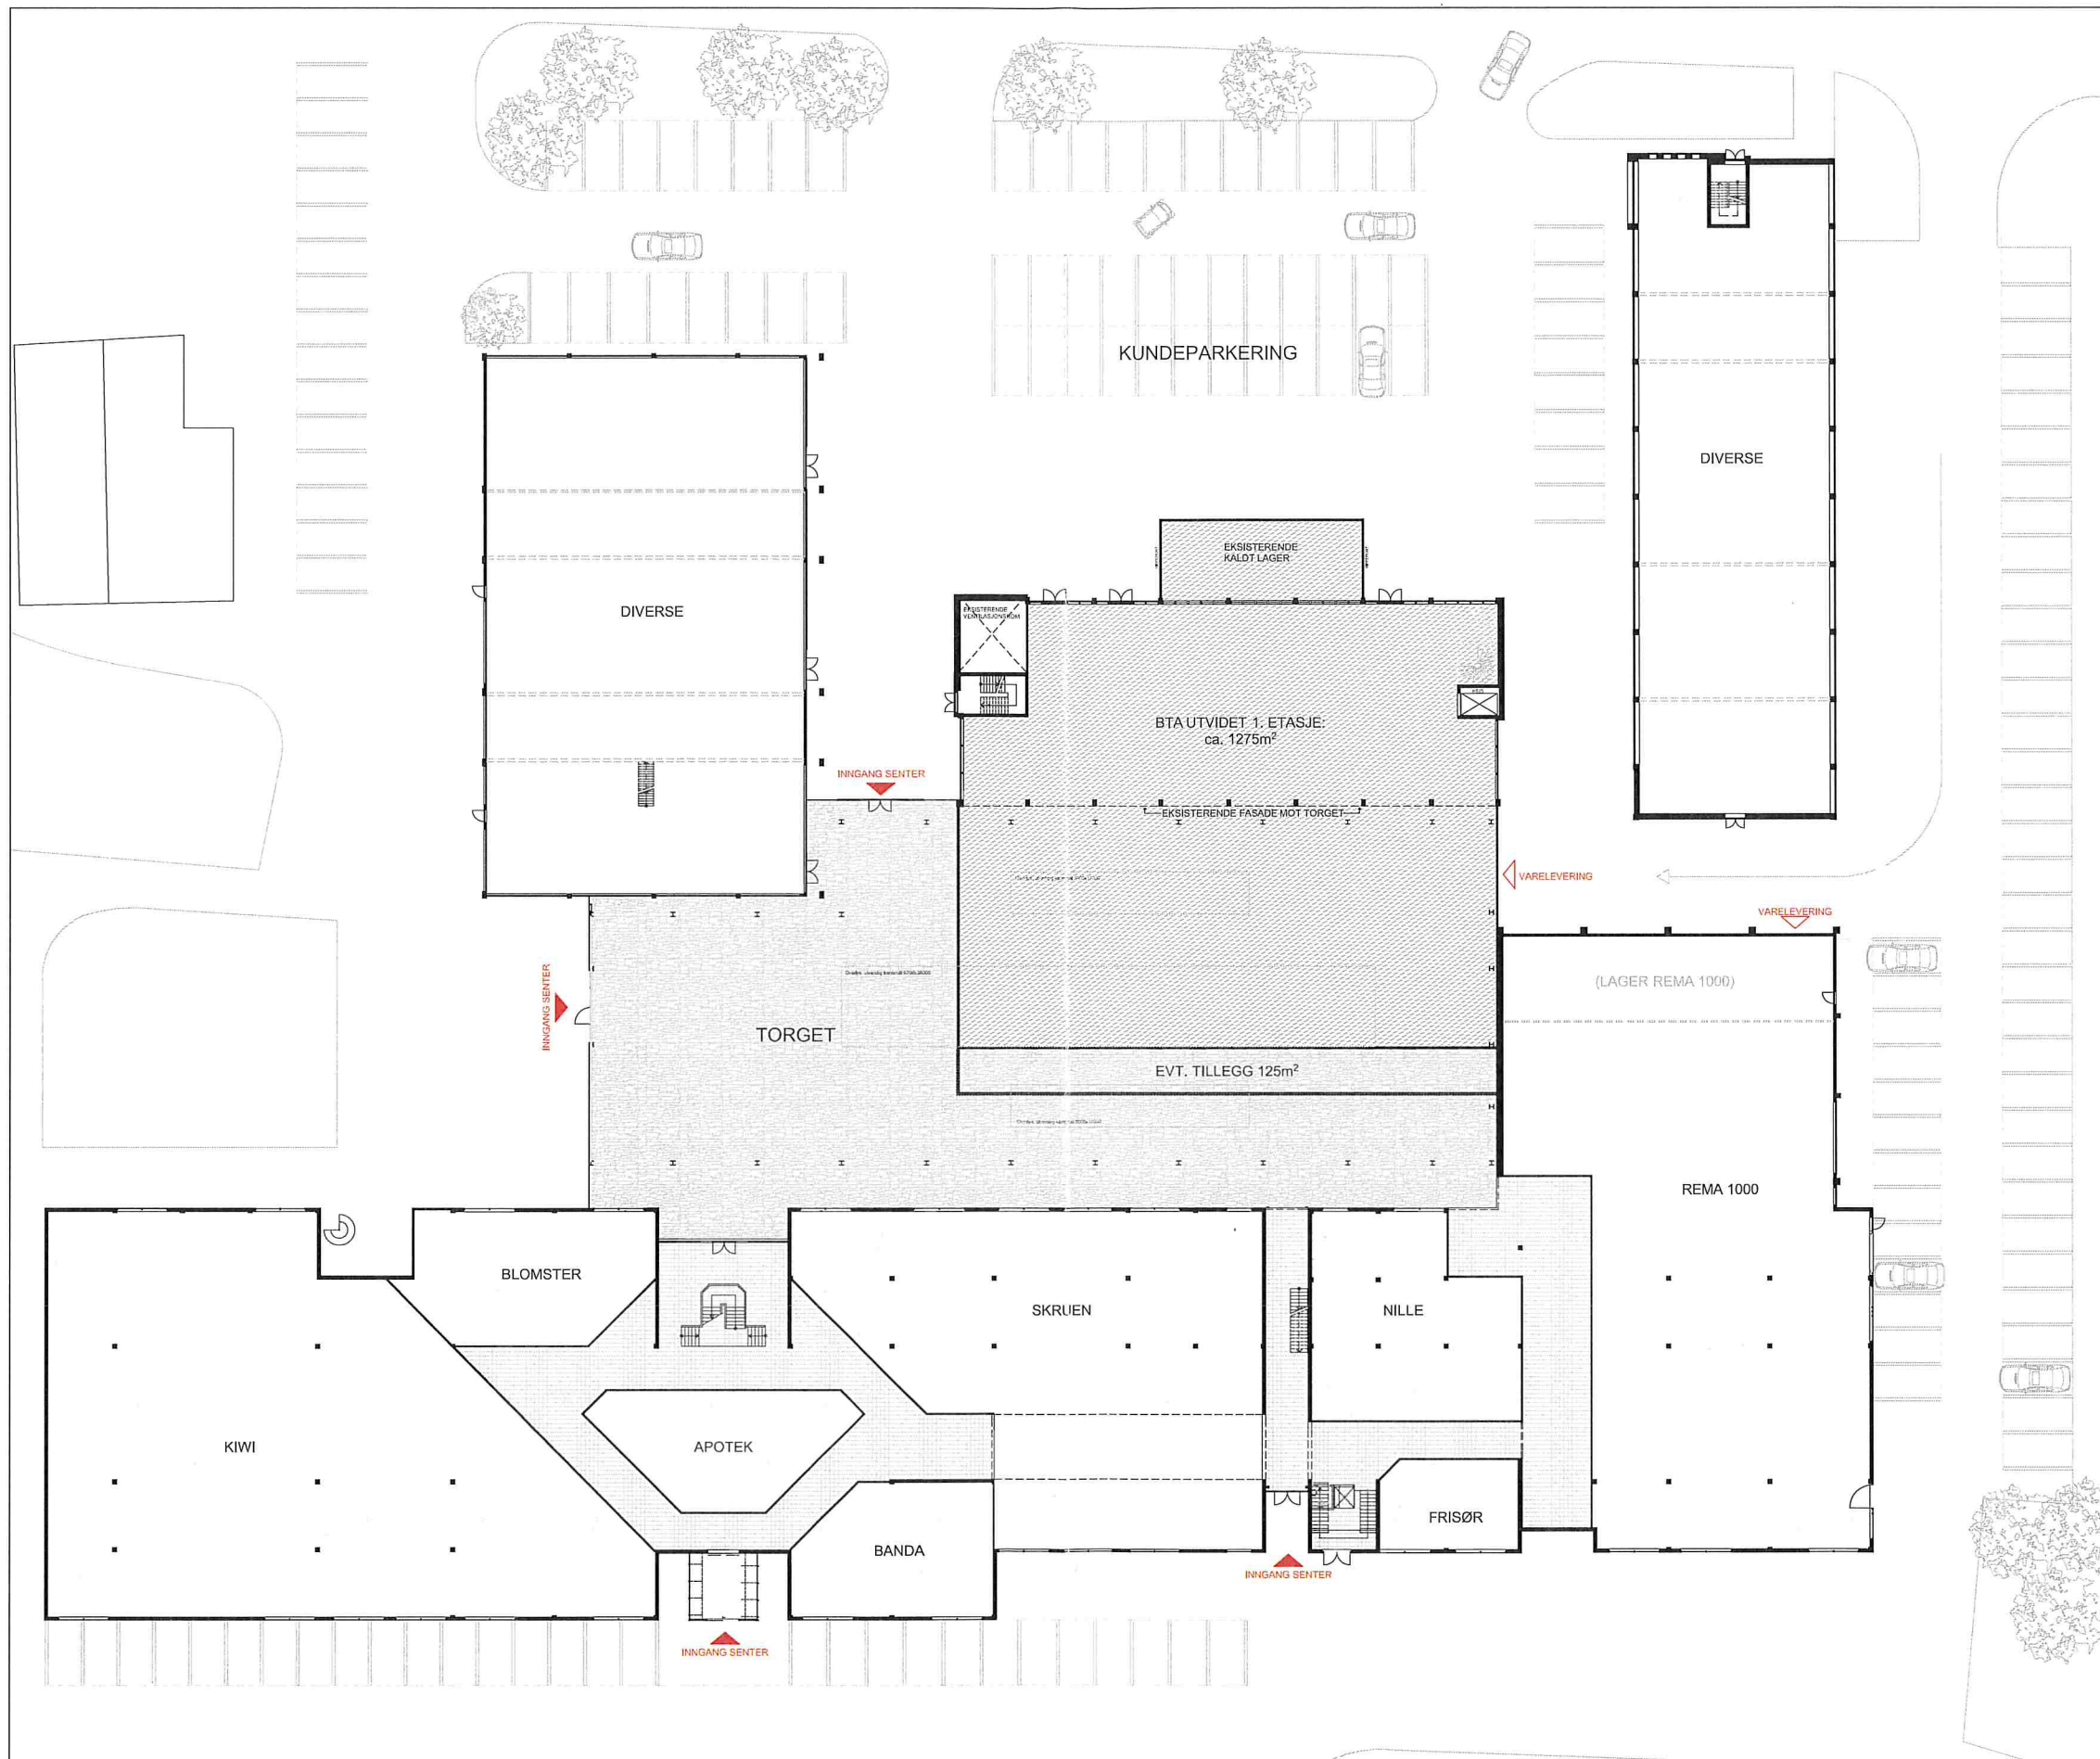 KUNDEPARKERING
DIVERSE
EKSISTERENDE
KALDT LAGER
DIVERSE
EKSISTERENDE
VENTILASJONSROM
BTA UTVIDET 1. ETASJE:
ca. 1275m²
INNGANG SENTER
EKSISTERENDE FASADE MOT TORGET
VARELEVERING
VARELEVERING
(LAGER REMA 1000)
INNGANG SENTER
TORGET
EVT. TILLEGG 125m²
REMA 1000
BLOMSTER
SKRUEN
NILLE
KIWI
APOTEK
FRISØR
BANDA
INNGANG SENTER
INNGANG SENTER